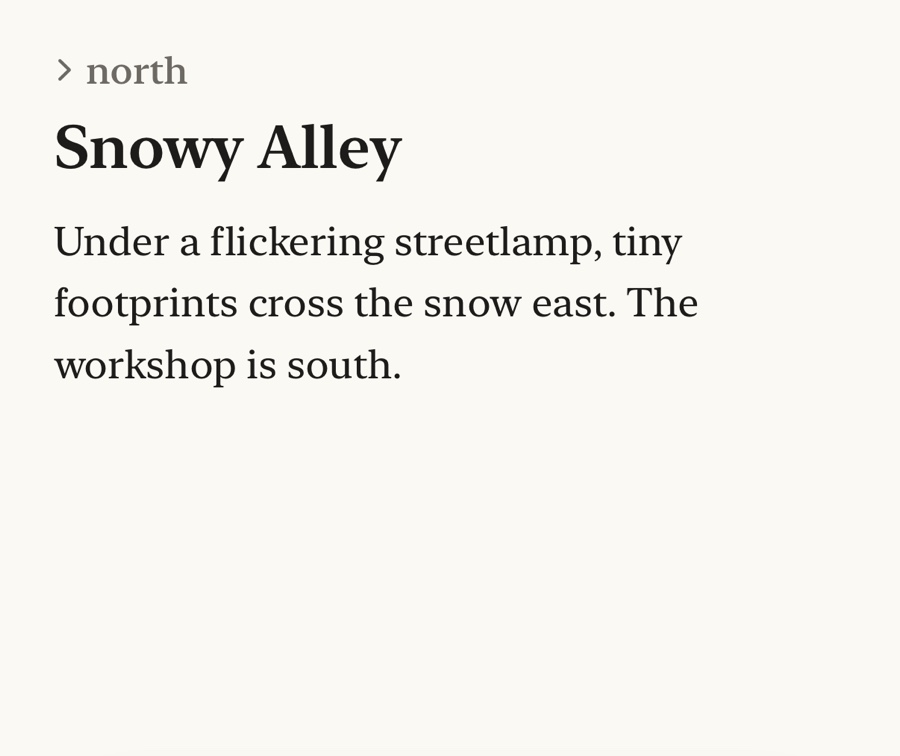 > north
Snowy Alley
Under a flickering streetlamp, tiny
footprints cross the snow east. The
workshop is south.